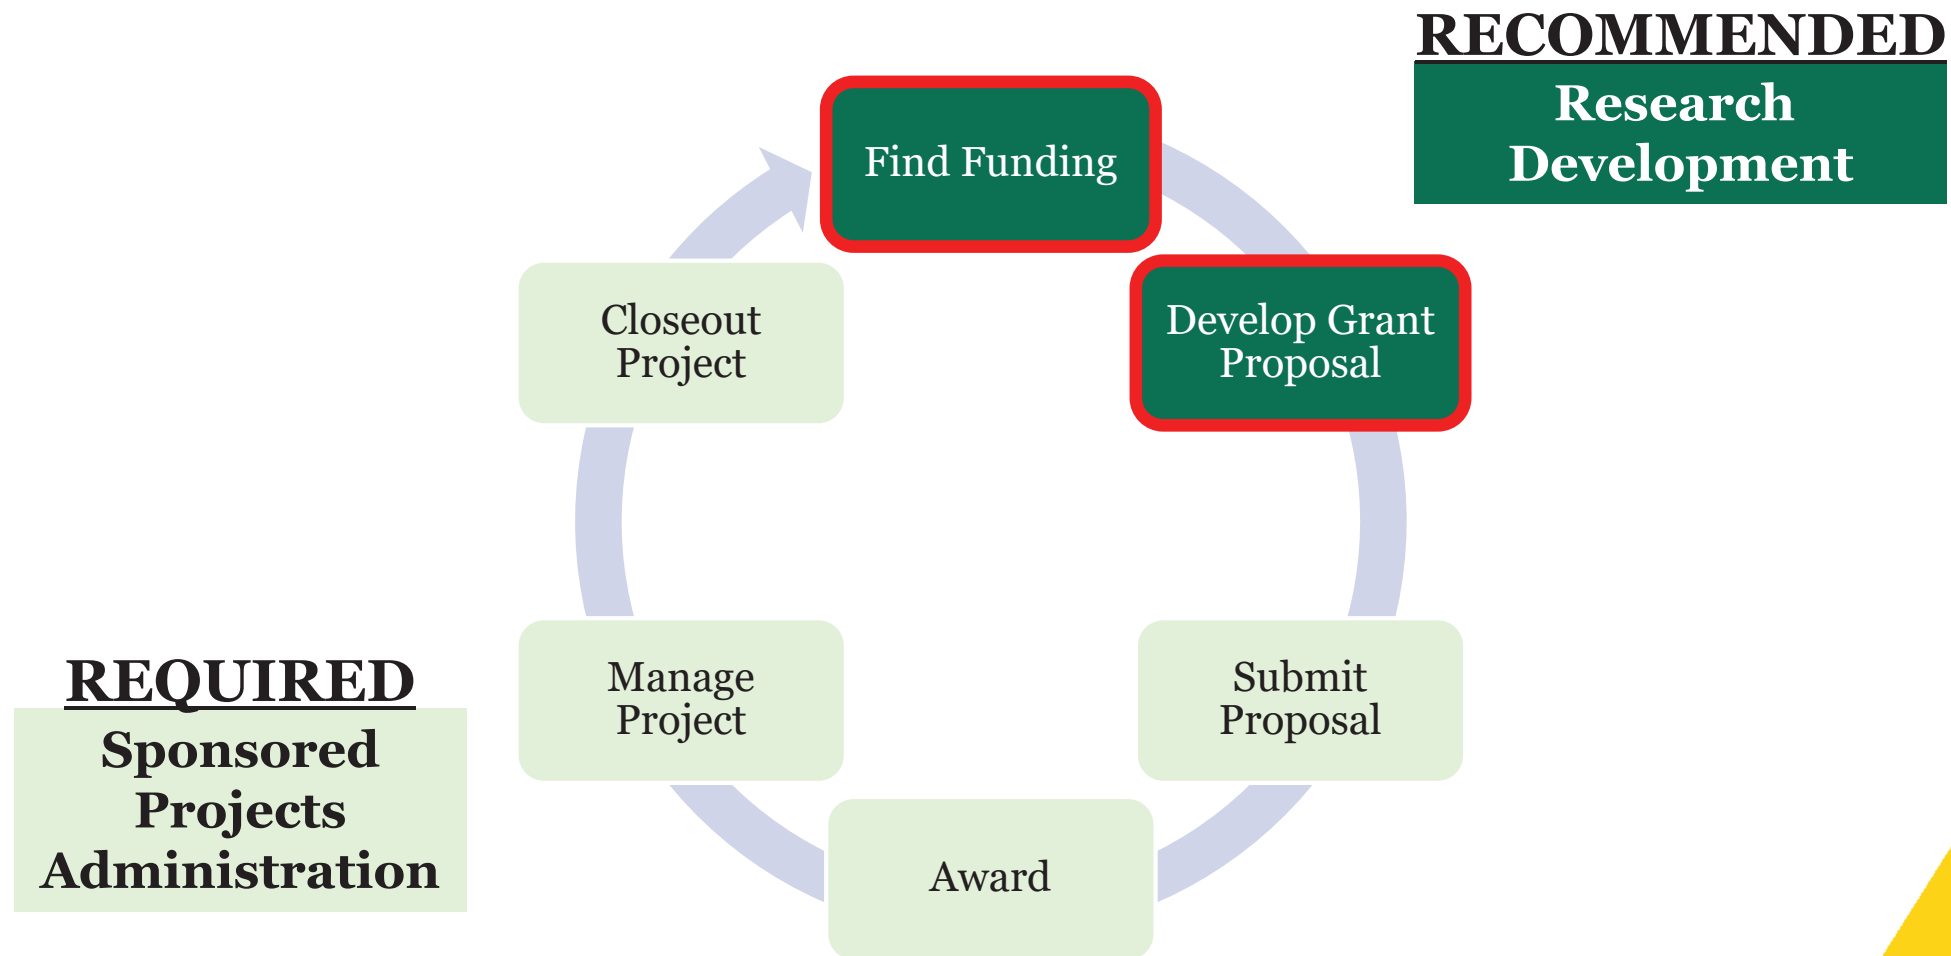 RECOMMENDED
Research
Development
Find Funding
Develop Grant
Proposal
Submit
Proposal
Award
Manage
Project
Closeout
Project
REQUIRED
Sponsored
Projects
Administration